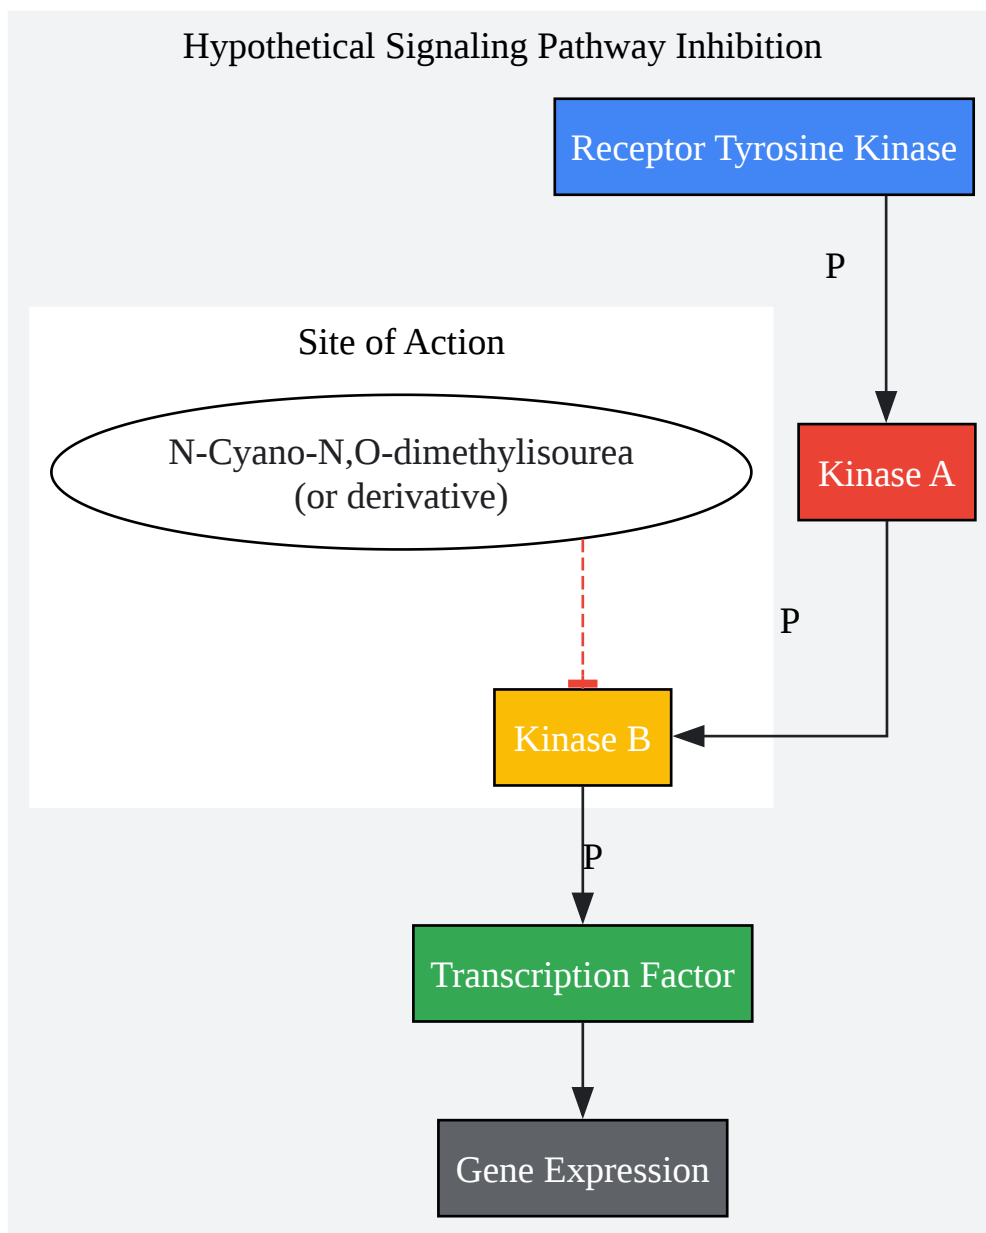 Hypothetical Signaling Pathway Inhibition
Receptor Tyrosine Kinase
P
Site of Action
N-Cyano-N,O-dimethylisourea
(or derivative)
Kinase A
P
Kinase B
P
Transcription Factor
Gene Expression